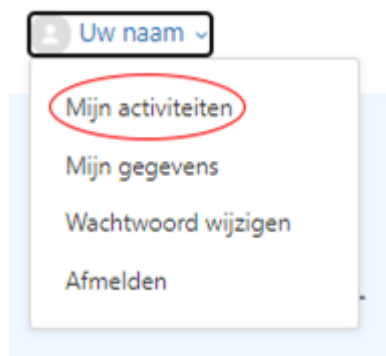 Uw naam
Mijn activiteiten
Mijn gegevens
Wachtwoord wijzigen
Afmelden